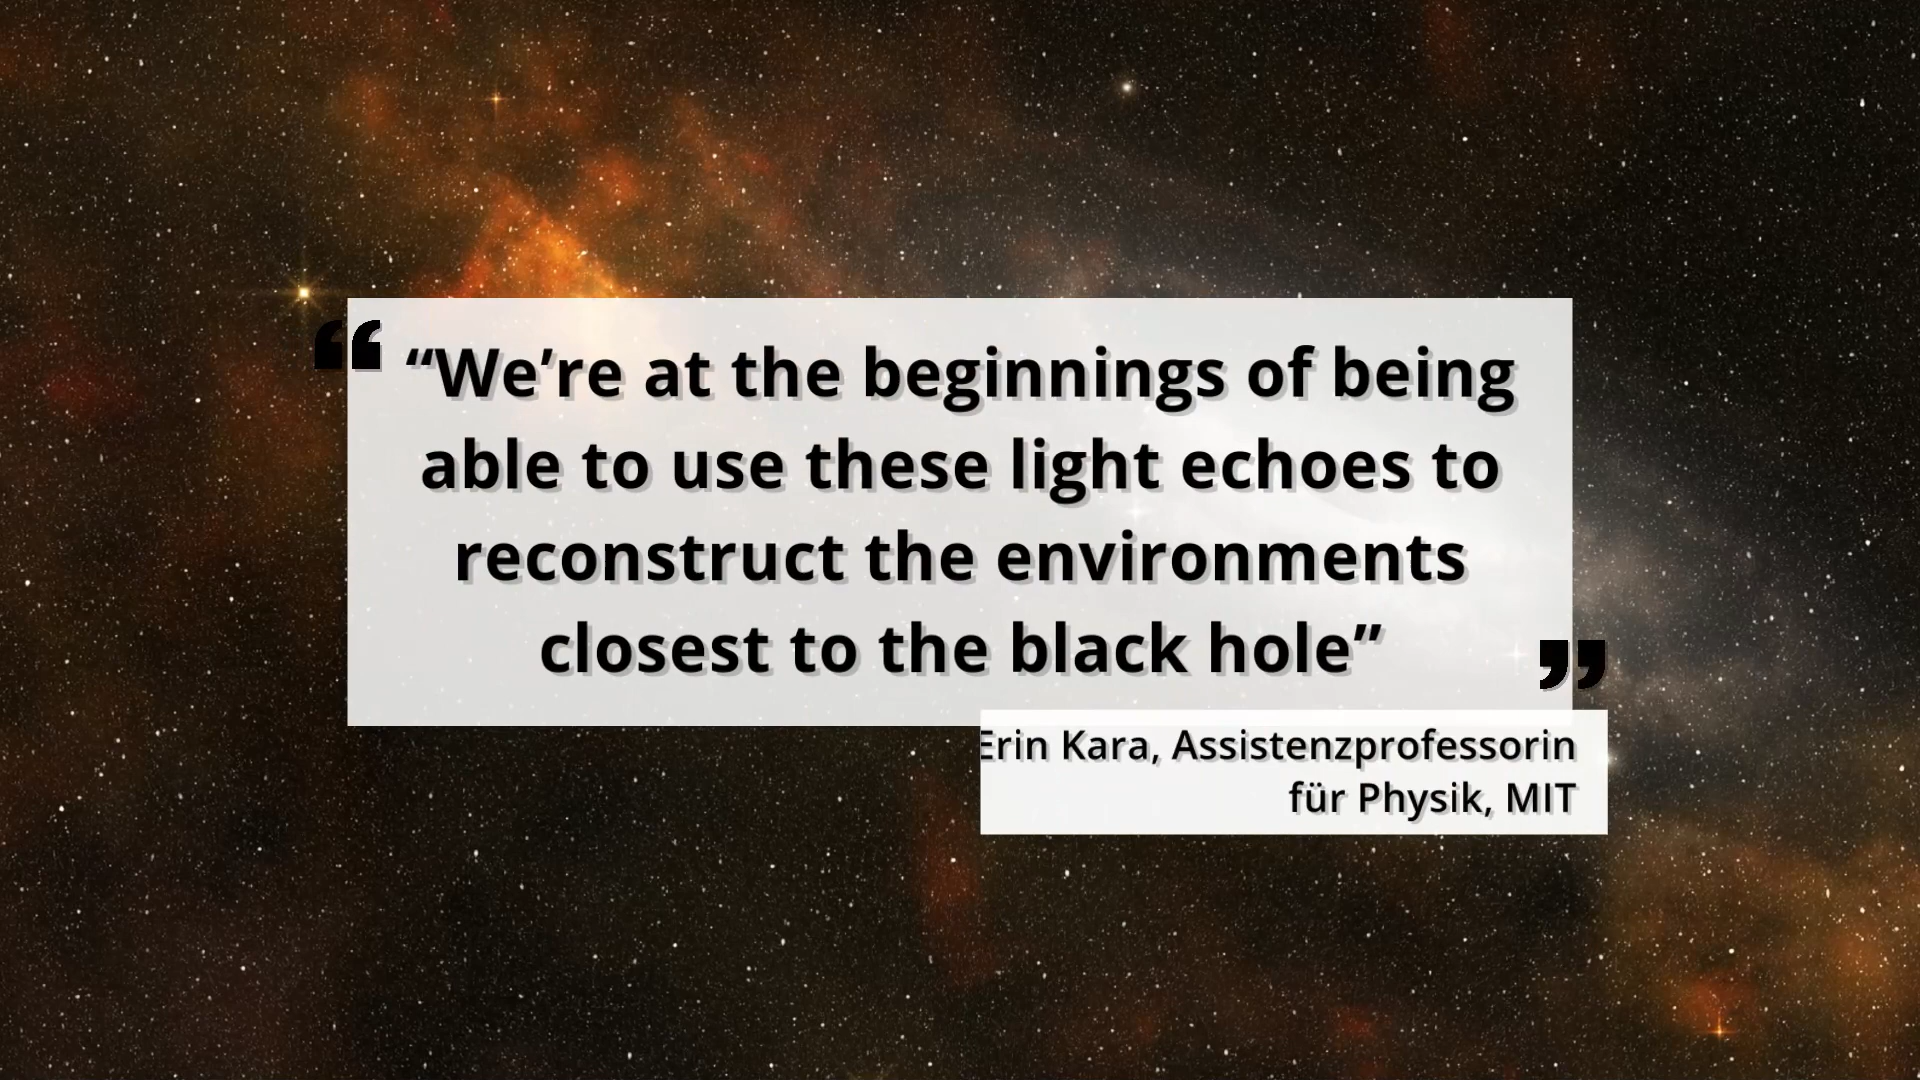 “We’re at the beginnings of being
able to use these light echoes to
reconstruct the environments
closest to the black hole”
Erin Kara, Assistenzprofessorin
für Physik, MIT